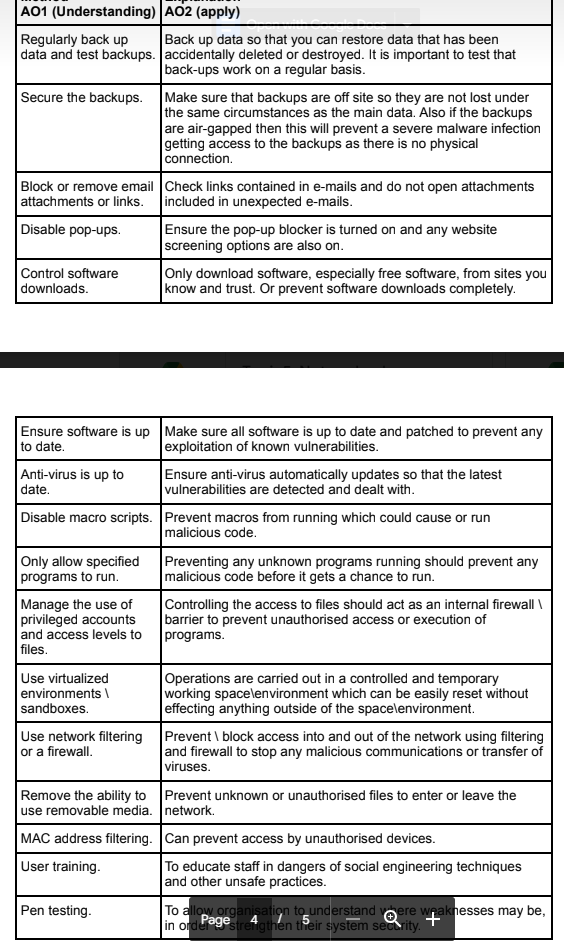 AO1 (Understanding) AO2 (apply)
Open with Google Docs
Regularly back up
data and test backups.
Back up data so that you can restore data that has been
accidentally deleted or destroyed. It is important to test that
back-ups work on a regular basis.
Secure the backups.
Make sure that backups are off site so they are not lost under
the same circumstances as the main data. Also if the backups
are air-gapped then this will prevent a severe malware infection
getting access to the backups as there is no physical
connection.
Block or remove email
attachments or links.
Check links contained in e-mails and do not open attachments
included in unexpected e-mails.
Disable pop-ups.
Ensure the pop-up blocker is turned on and any website
screening options are also on.
Control software
downloads.
Only download software, especially free software, from sites you
know and trust. Or prevent software downloads completely.
Ensure software is up
to date.
Make sure all software is up to date and patched to prevent any
exploitation of known vulnerabilities.
Anti-virus is up to
date.
Ensure anti-virus automatically updates so that the latest
vulnerabilities are detected and dealt with.
Disable macro scripts.
Prevent macros from running which could cause or run
malicious code.
Only allow specified
programs to run.
Preventing any unknown programs running should prevent any
malicious code before it gets a chance to run.
Manage the use of
privileged accounts
and access levels to
files.
Controlling the access to files should act as an internal firewall \
barrier to prevent unauthorised access or execution of
programs.
Use virtualized
environments \
sandboxes.
Operations are carried out in a controlled and temporary
working space\environment which can be easily reset without
effecting anything outside of the space\environment.
Use network filtering
or a firewall.
Prevent \ block access into and out of the network using filtering
and firewall to stop any malicious communications or transfer of
viruses.
Remove the ability to
use removable media.
Prevent unknown or unauthorised files to enter or leave the
network.
MAC address filtering.
Can prevent access by unauthorised devices.
User training.
To educate staff in dangers of social engineering techniques
and other unsafe practices.
Pen testing.
To allow organisation to understand where weaknesses may be,
in order to strengthen their system security.
Page 4 / 5